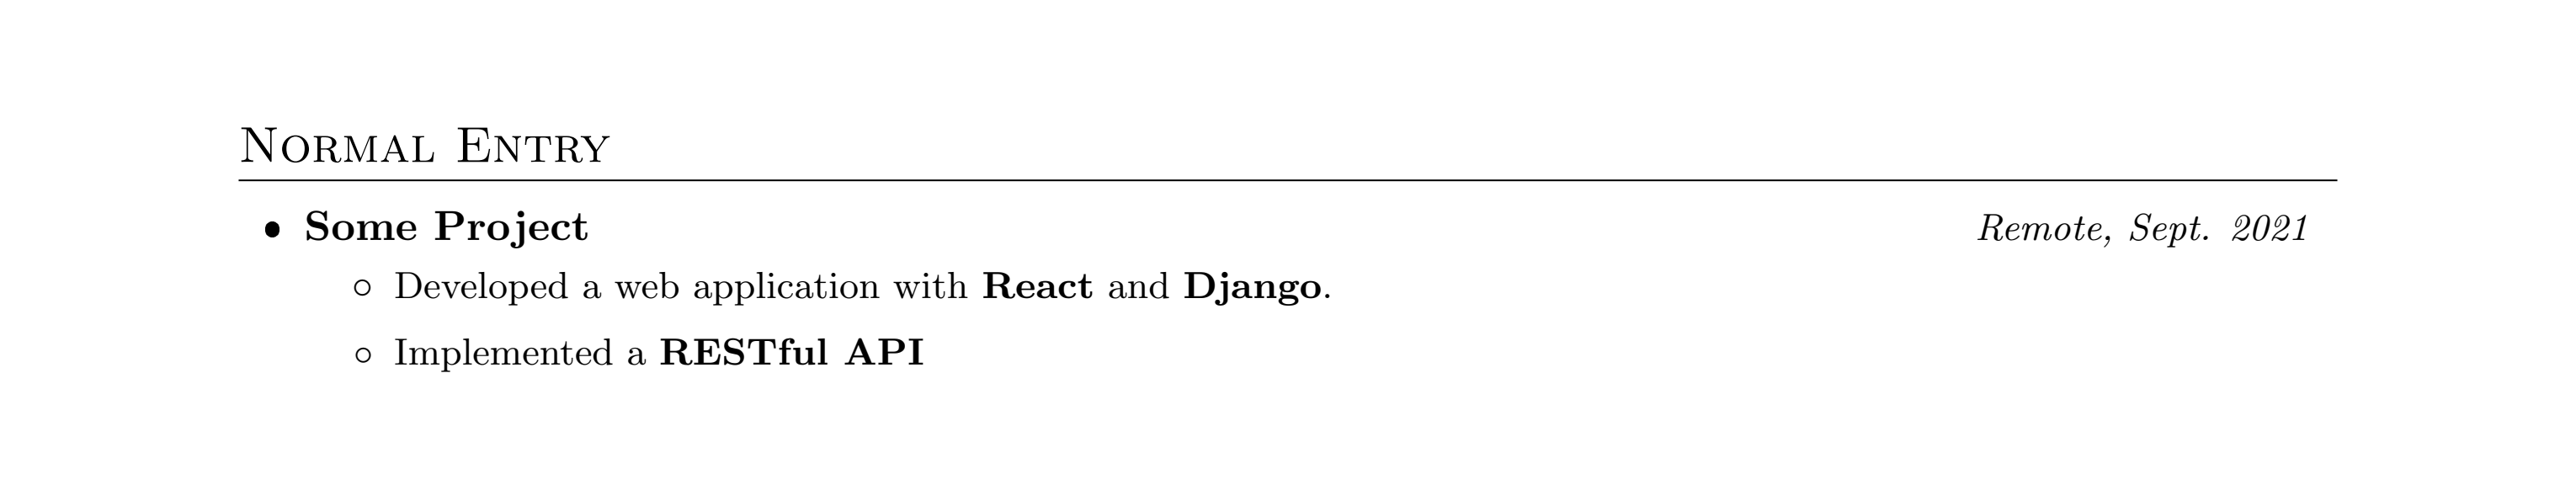 Normal Entry
• Some Project Remote, Sept. 2021
◦ Developed a web application with React and Django.
◦ Implemented a RESTful API